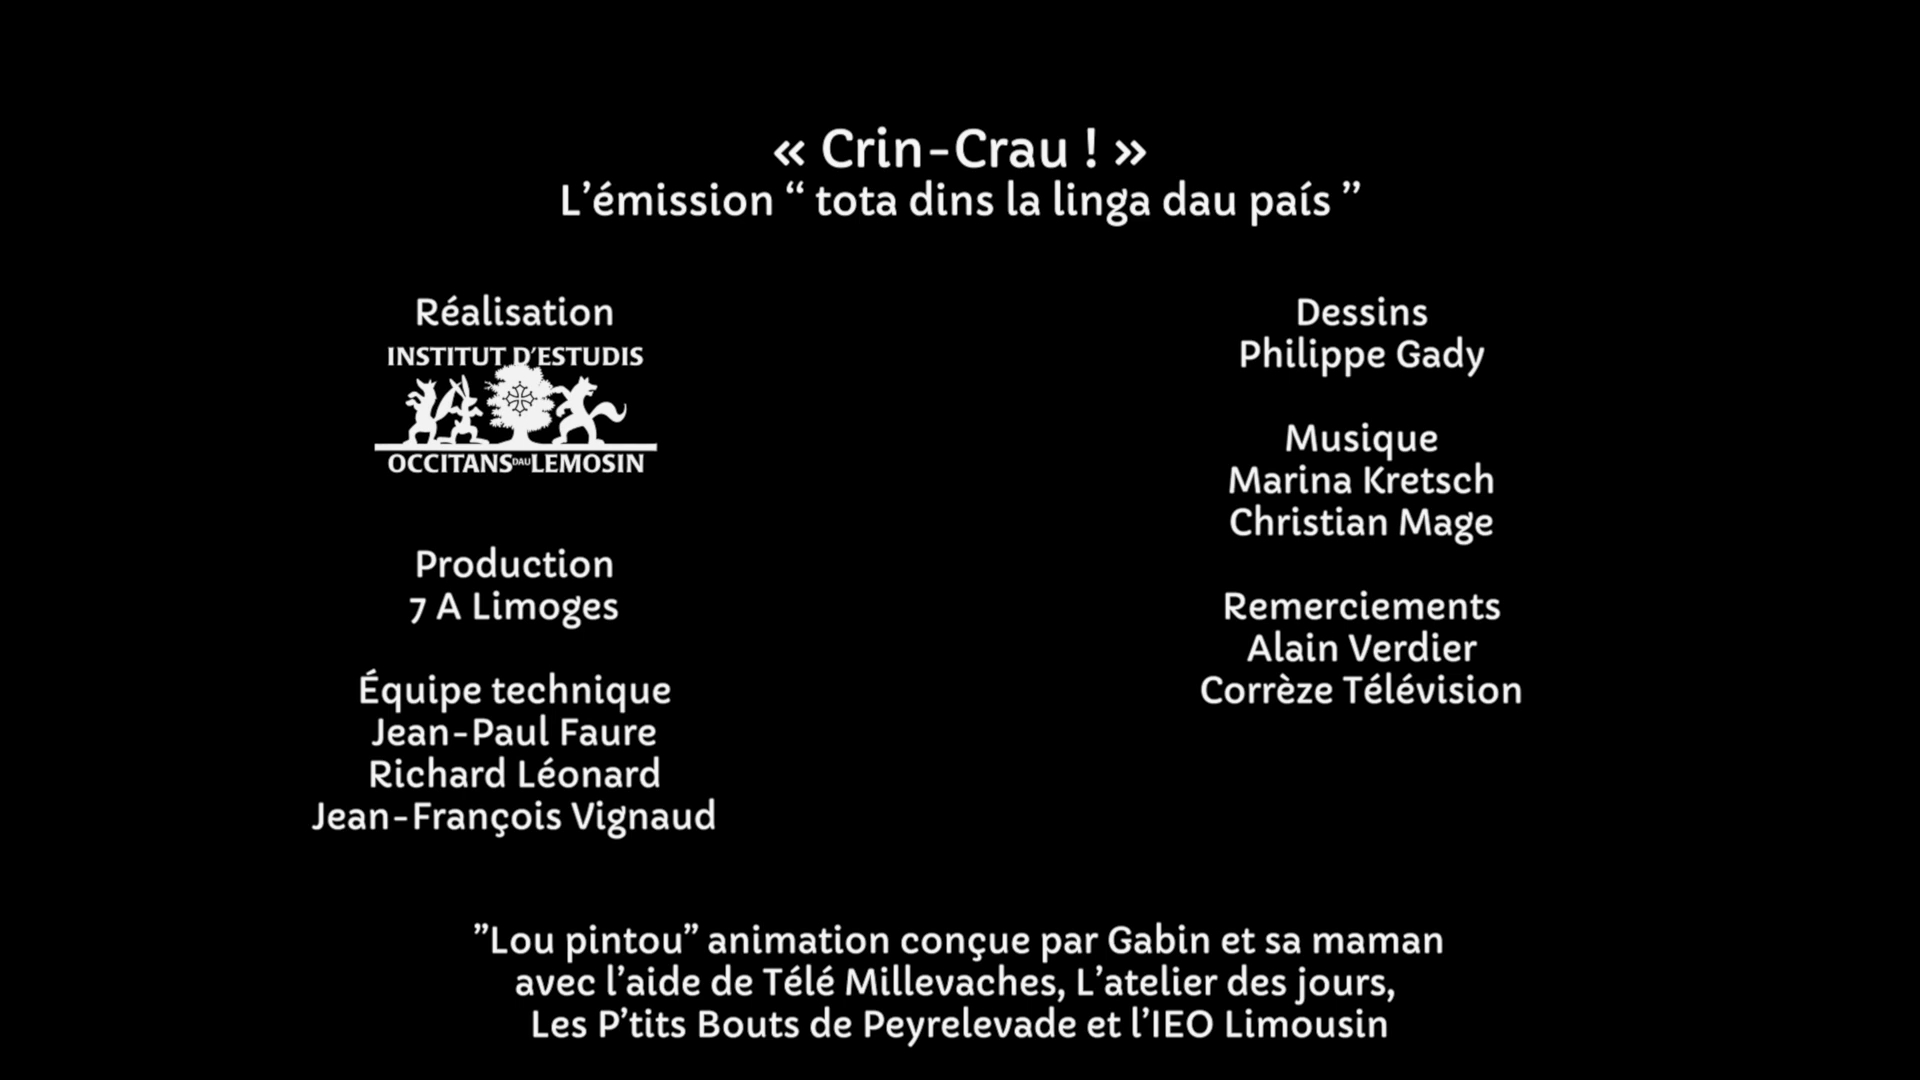 « Crin-Crau ! »
L’émission “ tota dins la linga dau país ”
Réalisation
INSTITUT D’ESTUDIS
OCCITANS DAU LEMOSIN
Production
7 A Limoges
Équipe technique
Jean-Paul Faure
Richard Léonard
Jean-François Vignaud
Dessins
Philippe Gady
Musique
Marina Kretsch
Christian Mage
Remerciements
Alain Verdier
Corrèze Télévision
”Lou pintou” animation conçue par Gabin et sa maman
avec l’aide de Télé Millevaches, L’atelier des jours,
Les P’tits Bouts de Peyrelevade et l’IEO Limousin